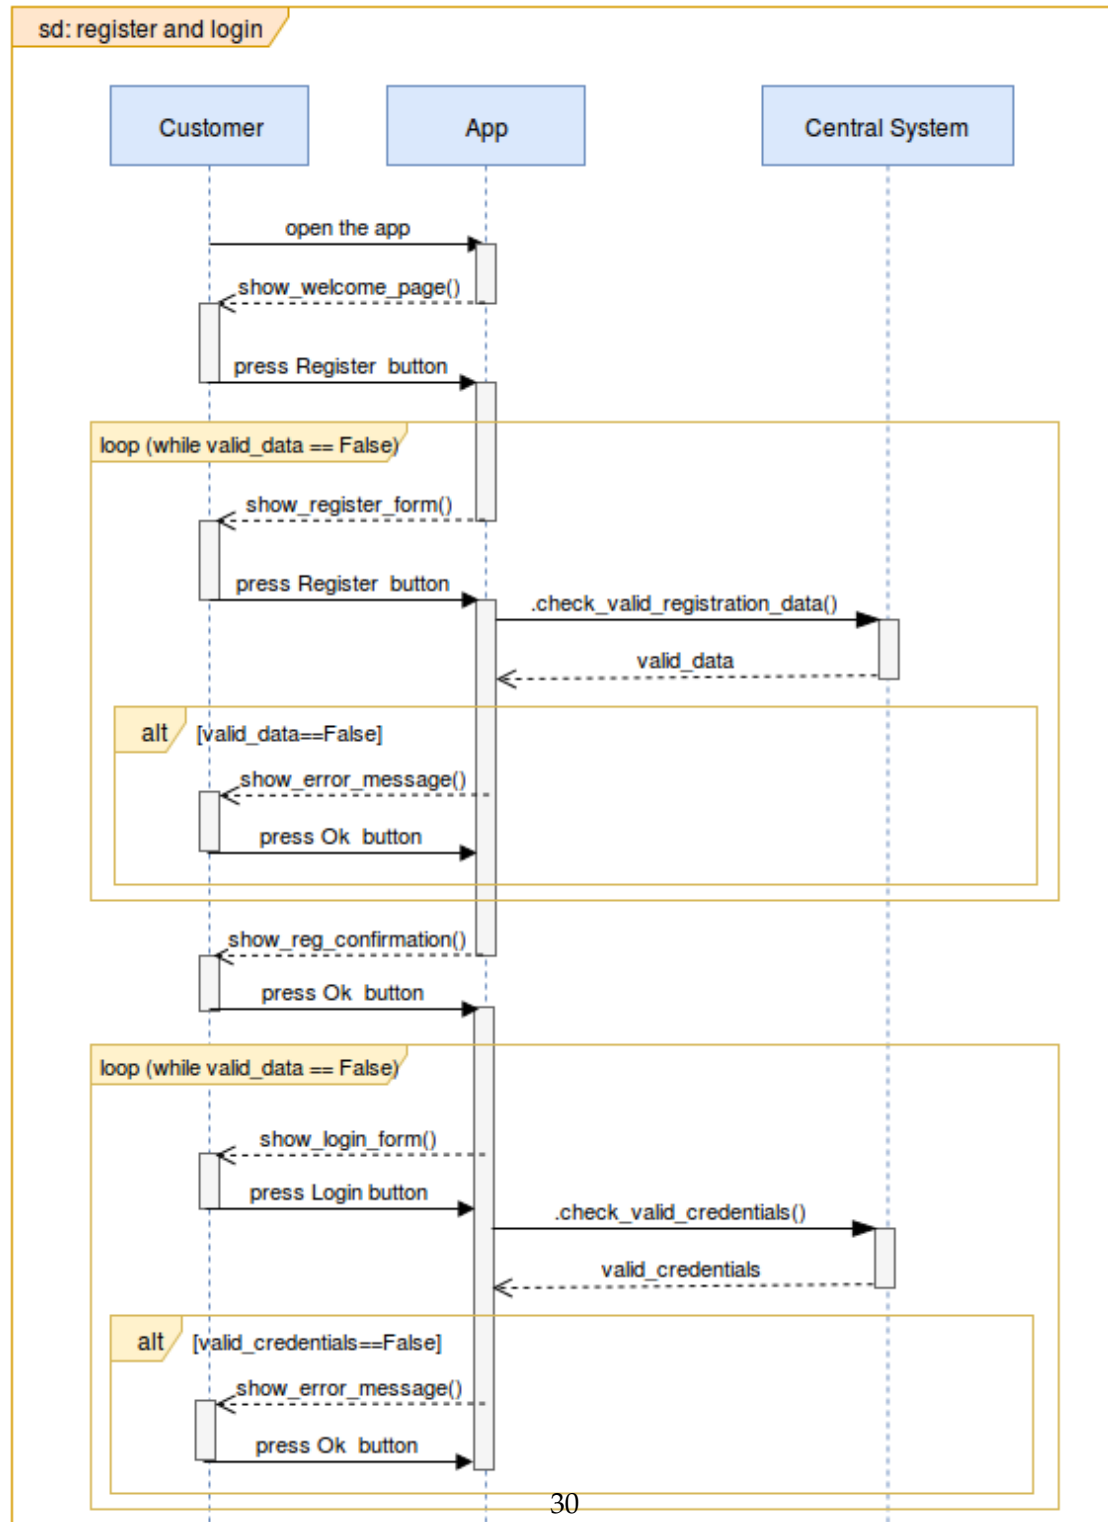 sd: register and login
Customer
App
Central System
open the app
show_welcome_page()
press Register  button
loop (while valid_data == False)
show_register_form()
press Register  button
.check_valid_registration_data()
valid_data
alt [valid_data==False]
show_error_message()
press Ok  button
show_reg_confirmation()
press Ok  button
loop (while valid_data == False)
show_login_form()
press Login button
.check_valid_credentials()
valid_credentials
alt [valid_credentials==False]
show_error_message()
press Ok  button
30